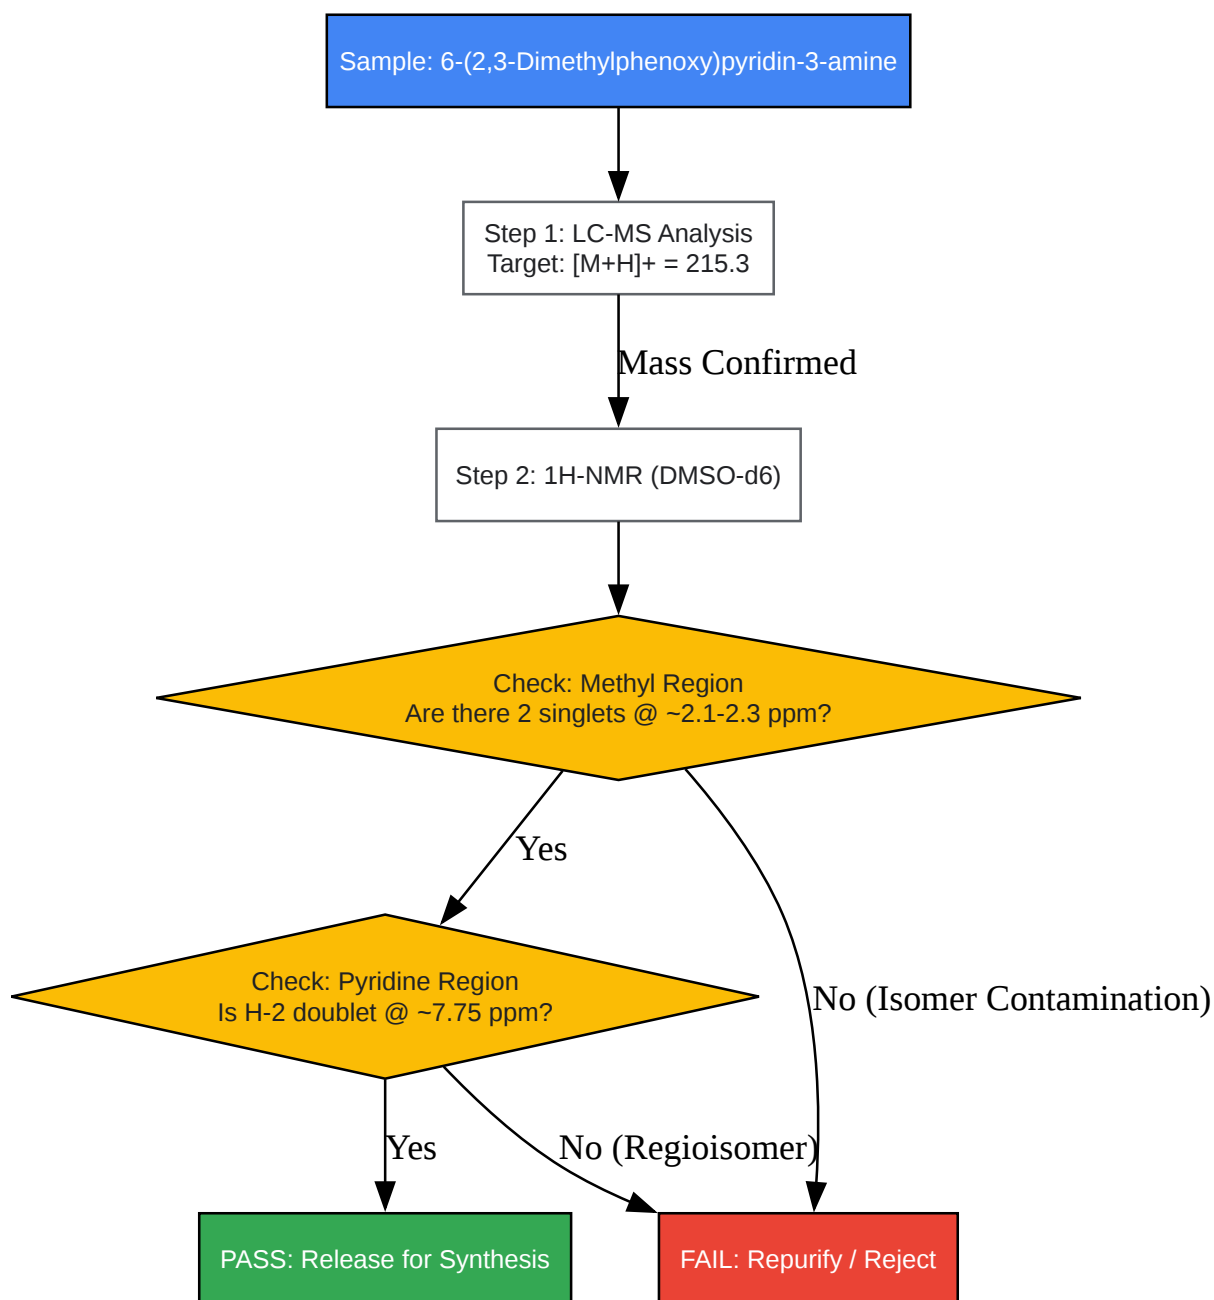 Sample: 6-(2,3-Dimethylphenoxy)pyridin-3-amine
Step 1: LC-MS Analysis
Target: [M+H]+ = 215.3
Mass Confirmed
Step 2: 1H-NMR (DMSO-d6)
Check: Methyl Region
Are there 2 singlets @ ~2.1-2.3 ppm?
Yes
Check: Pyridine Region
Is H-2 doublet @ ~7.75 ppm?
No (Isomer Contamination)
Yes
No (Regioisomer)
PASS: Release for Synthesis
FAIL: Repurify / Reject